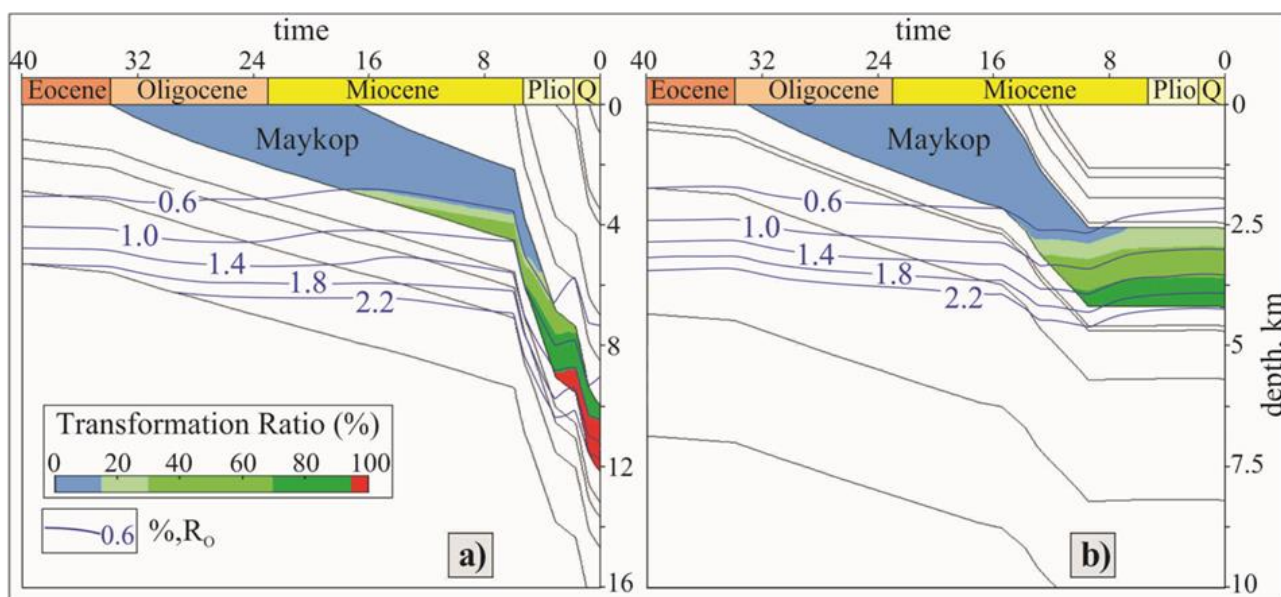 time
time
40 32 24 16 8 0
40 32 24 16 8 0
Eocene Oligocene Miocene Plio Q
Eocene Oligocene Miocene Plio Q
Maykop
0.6
1.0
1.4
1.8
2.2
0
4
8
12
16
Transformation Ratio (%)
0 20 40 60 80 100
0.6 %,Ro
a)
Maykop
0.6
1.0
1.4
1.8
2.2
0
2.5
5
7.5
10
depth, km
b)